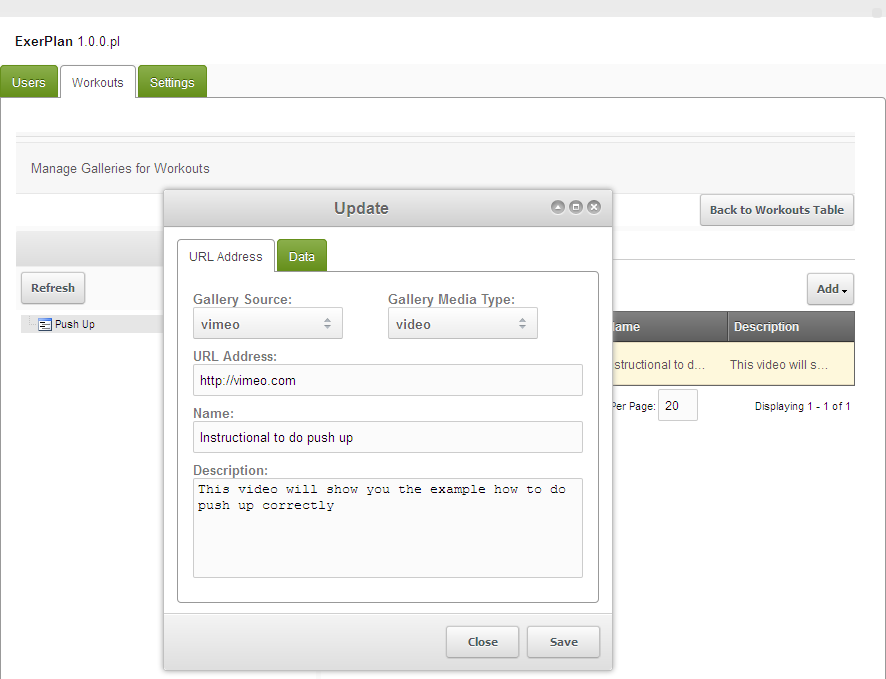 ExerPlan 1.0.0.pl
Users
Workouts
Settings
Manage Galleries for Workouts
Back to Workouts Table
Refresh
Push Up
Add
Description
structional to d...
This video will s...
Per Page: 20
Displaying 1 - 1 of 1
Update
URL Address
Data
Gallery Source:
Gallery Media Type:
vimeo
video
URL Address:
http://vimeo.com
Name:
Instructional to do push up
Description:
This video will show you the example how to do
push up correctly
Close
Save